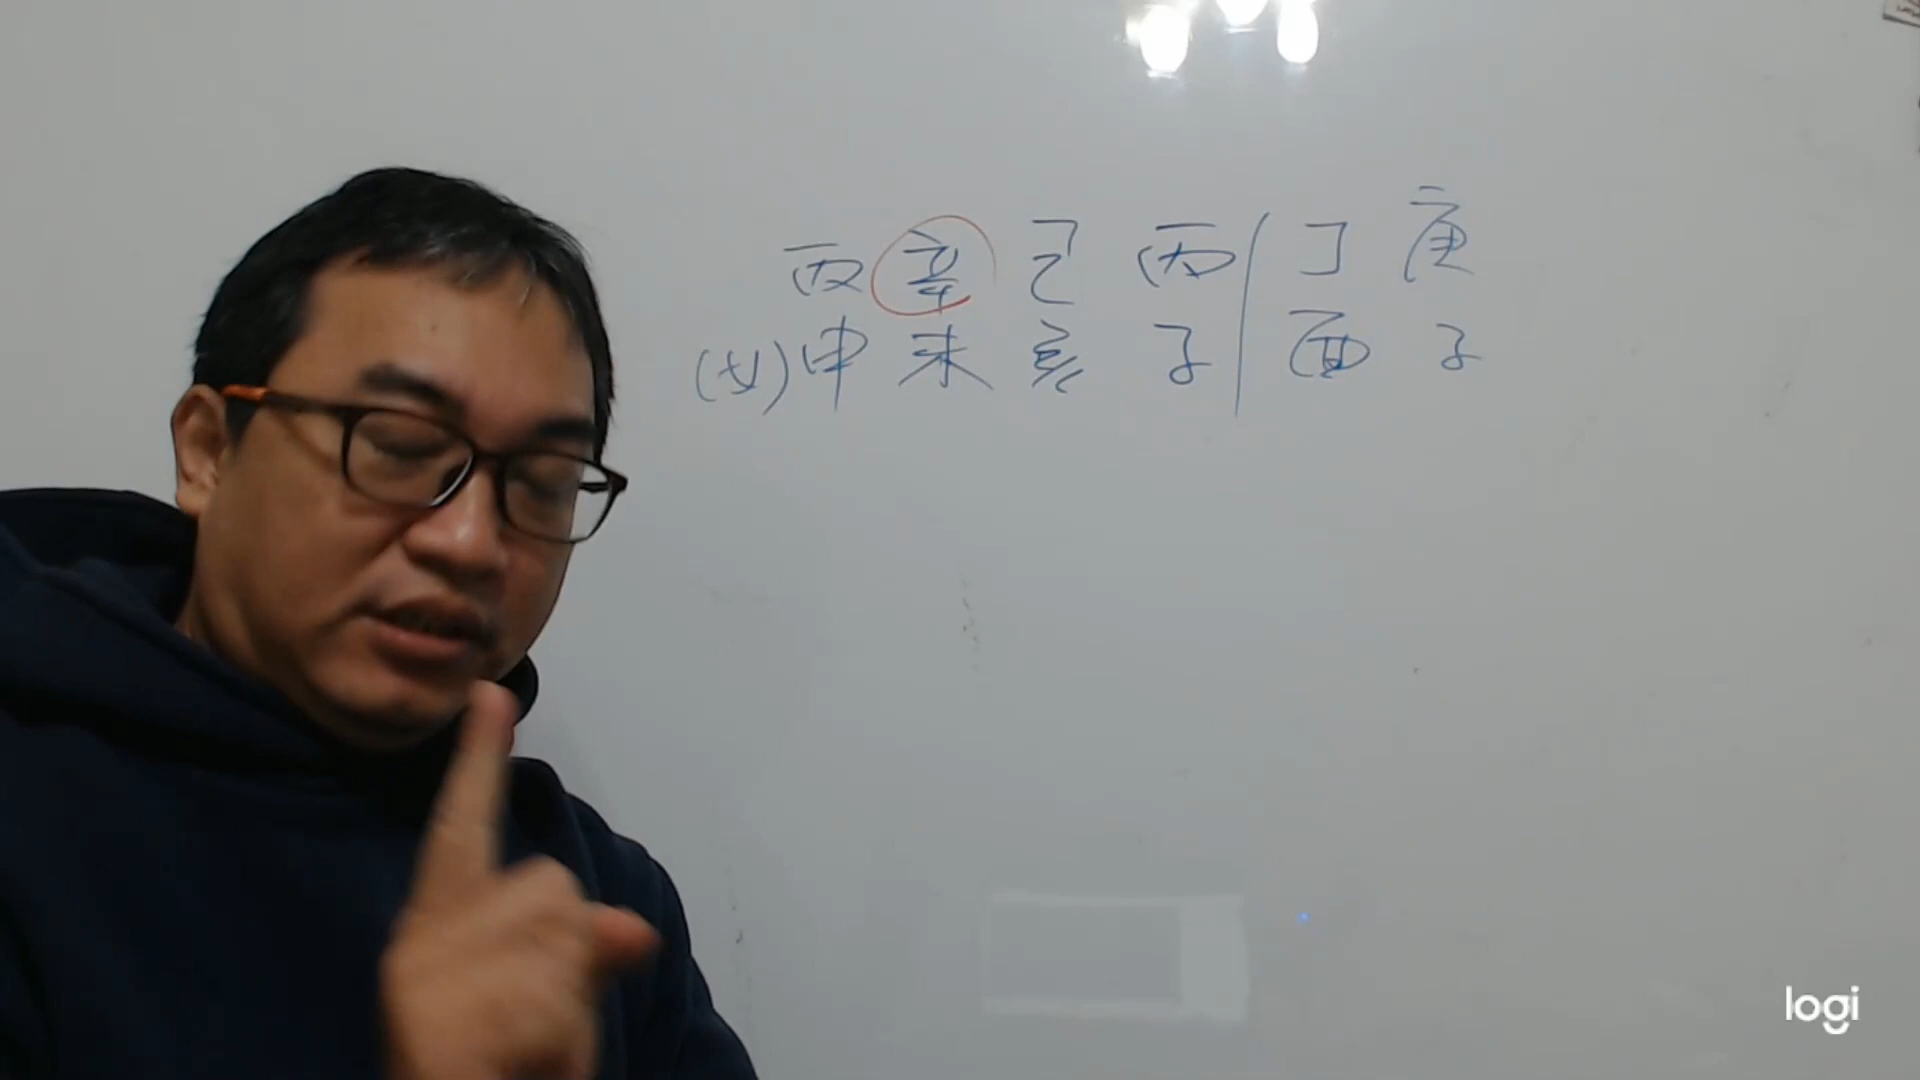 丙 辛 己 丙 丁 庚
(女) 申 未 亥 子 酉 子
logi